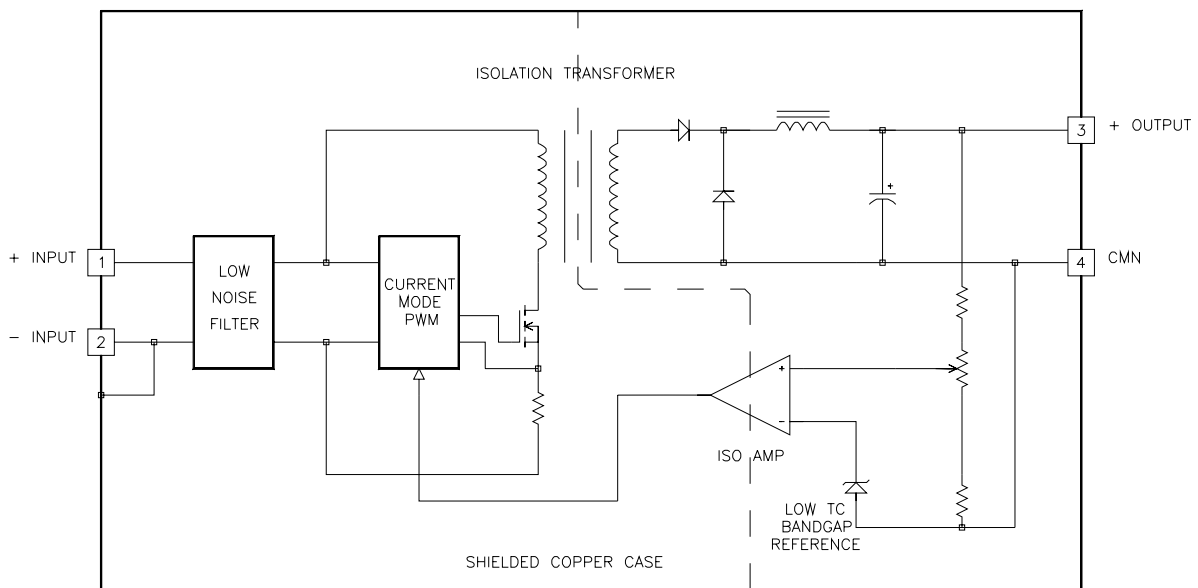 ISOLATION TRANSFORMER
3
+ OUTPUT
+ INPUT
1
LOW
NOISE
FILTER
CURRENT
MODE
PWM
4
CMN
- INPUT
2
+
+
-
ISO AMP
LOW TC
BANDGAP
REFERENCE
SHIELDED COPPER CASE